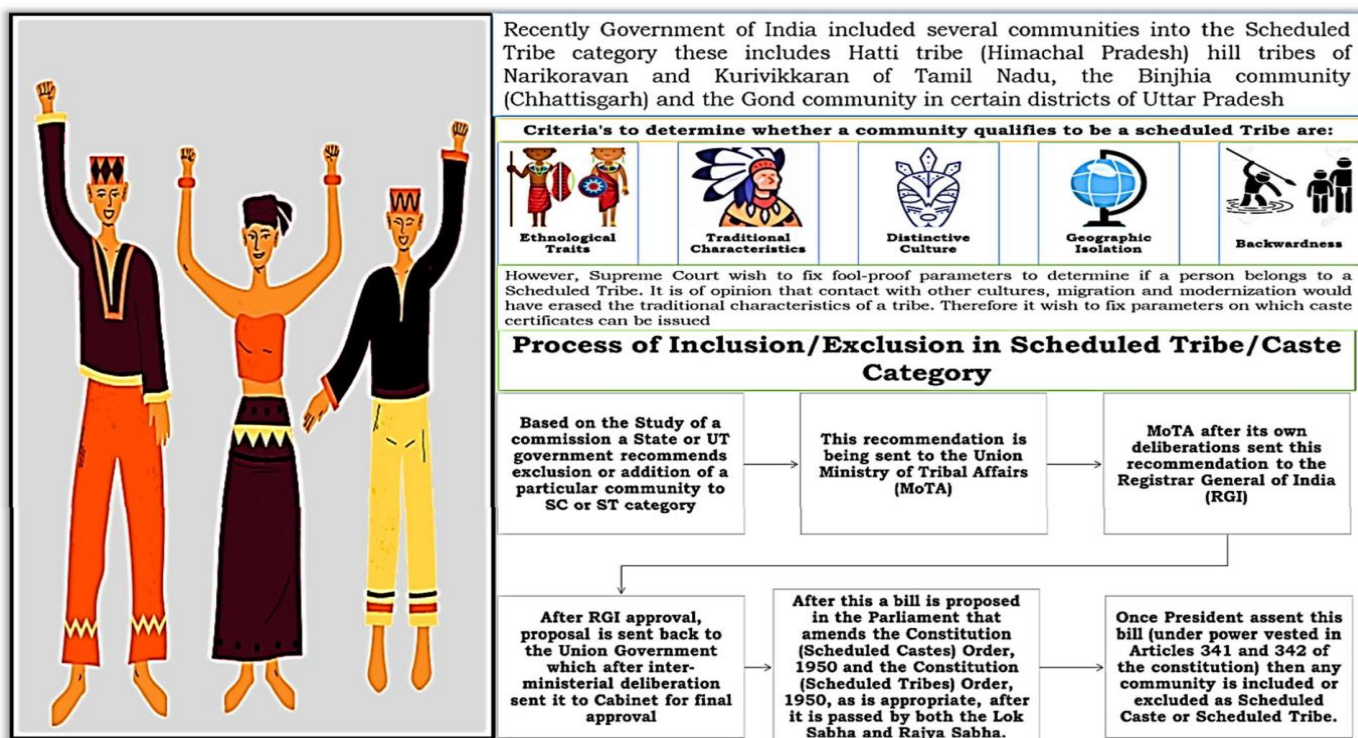 Recently Government of India included several communities into the Scheduled
Tribe category these includes Hatti tribe (Himachal Pradesh) hill tribes of
Narikoravan and Kurivikkaran of Tamil Nadu, the Binjhia community
(Chhattisgarh) and the Gond community in certain districts of Uttar Pradesh
Criteria's to determine whether a community qualifies to be a scheduled Tribe are:
Ethnological
Traits
Traditional
Characteristics
Distinctive
Culture
Geographic
Isolation
Backwardness
However, Supreme Court wish to fix fool-proof parameters to determine if a person belongs to a
Scheduled Tribe. It is of opinion that contact with other cultures, migration and modernization would
have erased the traditional characteristics of a tribe. Therefore it wish to fix parameters on which caste
certificates can be issued
Process of Inclusion/Exclusion in Scheduled Tribe/Caste
Category
Based on the Study of a
commission a State or UT
government recommends
exclusion or addition of a
particular community to
SC or ST category
This recommendation is
being sent to the Union
Ministry of Tribal Affairs
(MoTA)
MoTA after its own
deliberations sent this
recommendation to the
Registrar General of India
(RGI)
After RGI approval,
proposal is sent back to
the Union Government
which after inter-
ministerial deliberation
sent it to Cabinet for final
approval
After this a bill is proposed
in the Parliament that
amends the Constitution
(Scheduled Castes) Order,
1950 and the Constitution
(Scheduled Tribes) Order,
1950, as is appropriate, after
it is passed by both the Lok
Sabha and Rajya Sabha.
Once President assent this
bill (under power vested in
Articles 341 and 342 of
the constitution) then any
community is included or
excluded as Scheduled
Caste or Scheduled Tribe.